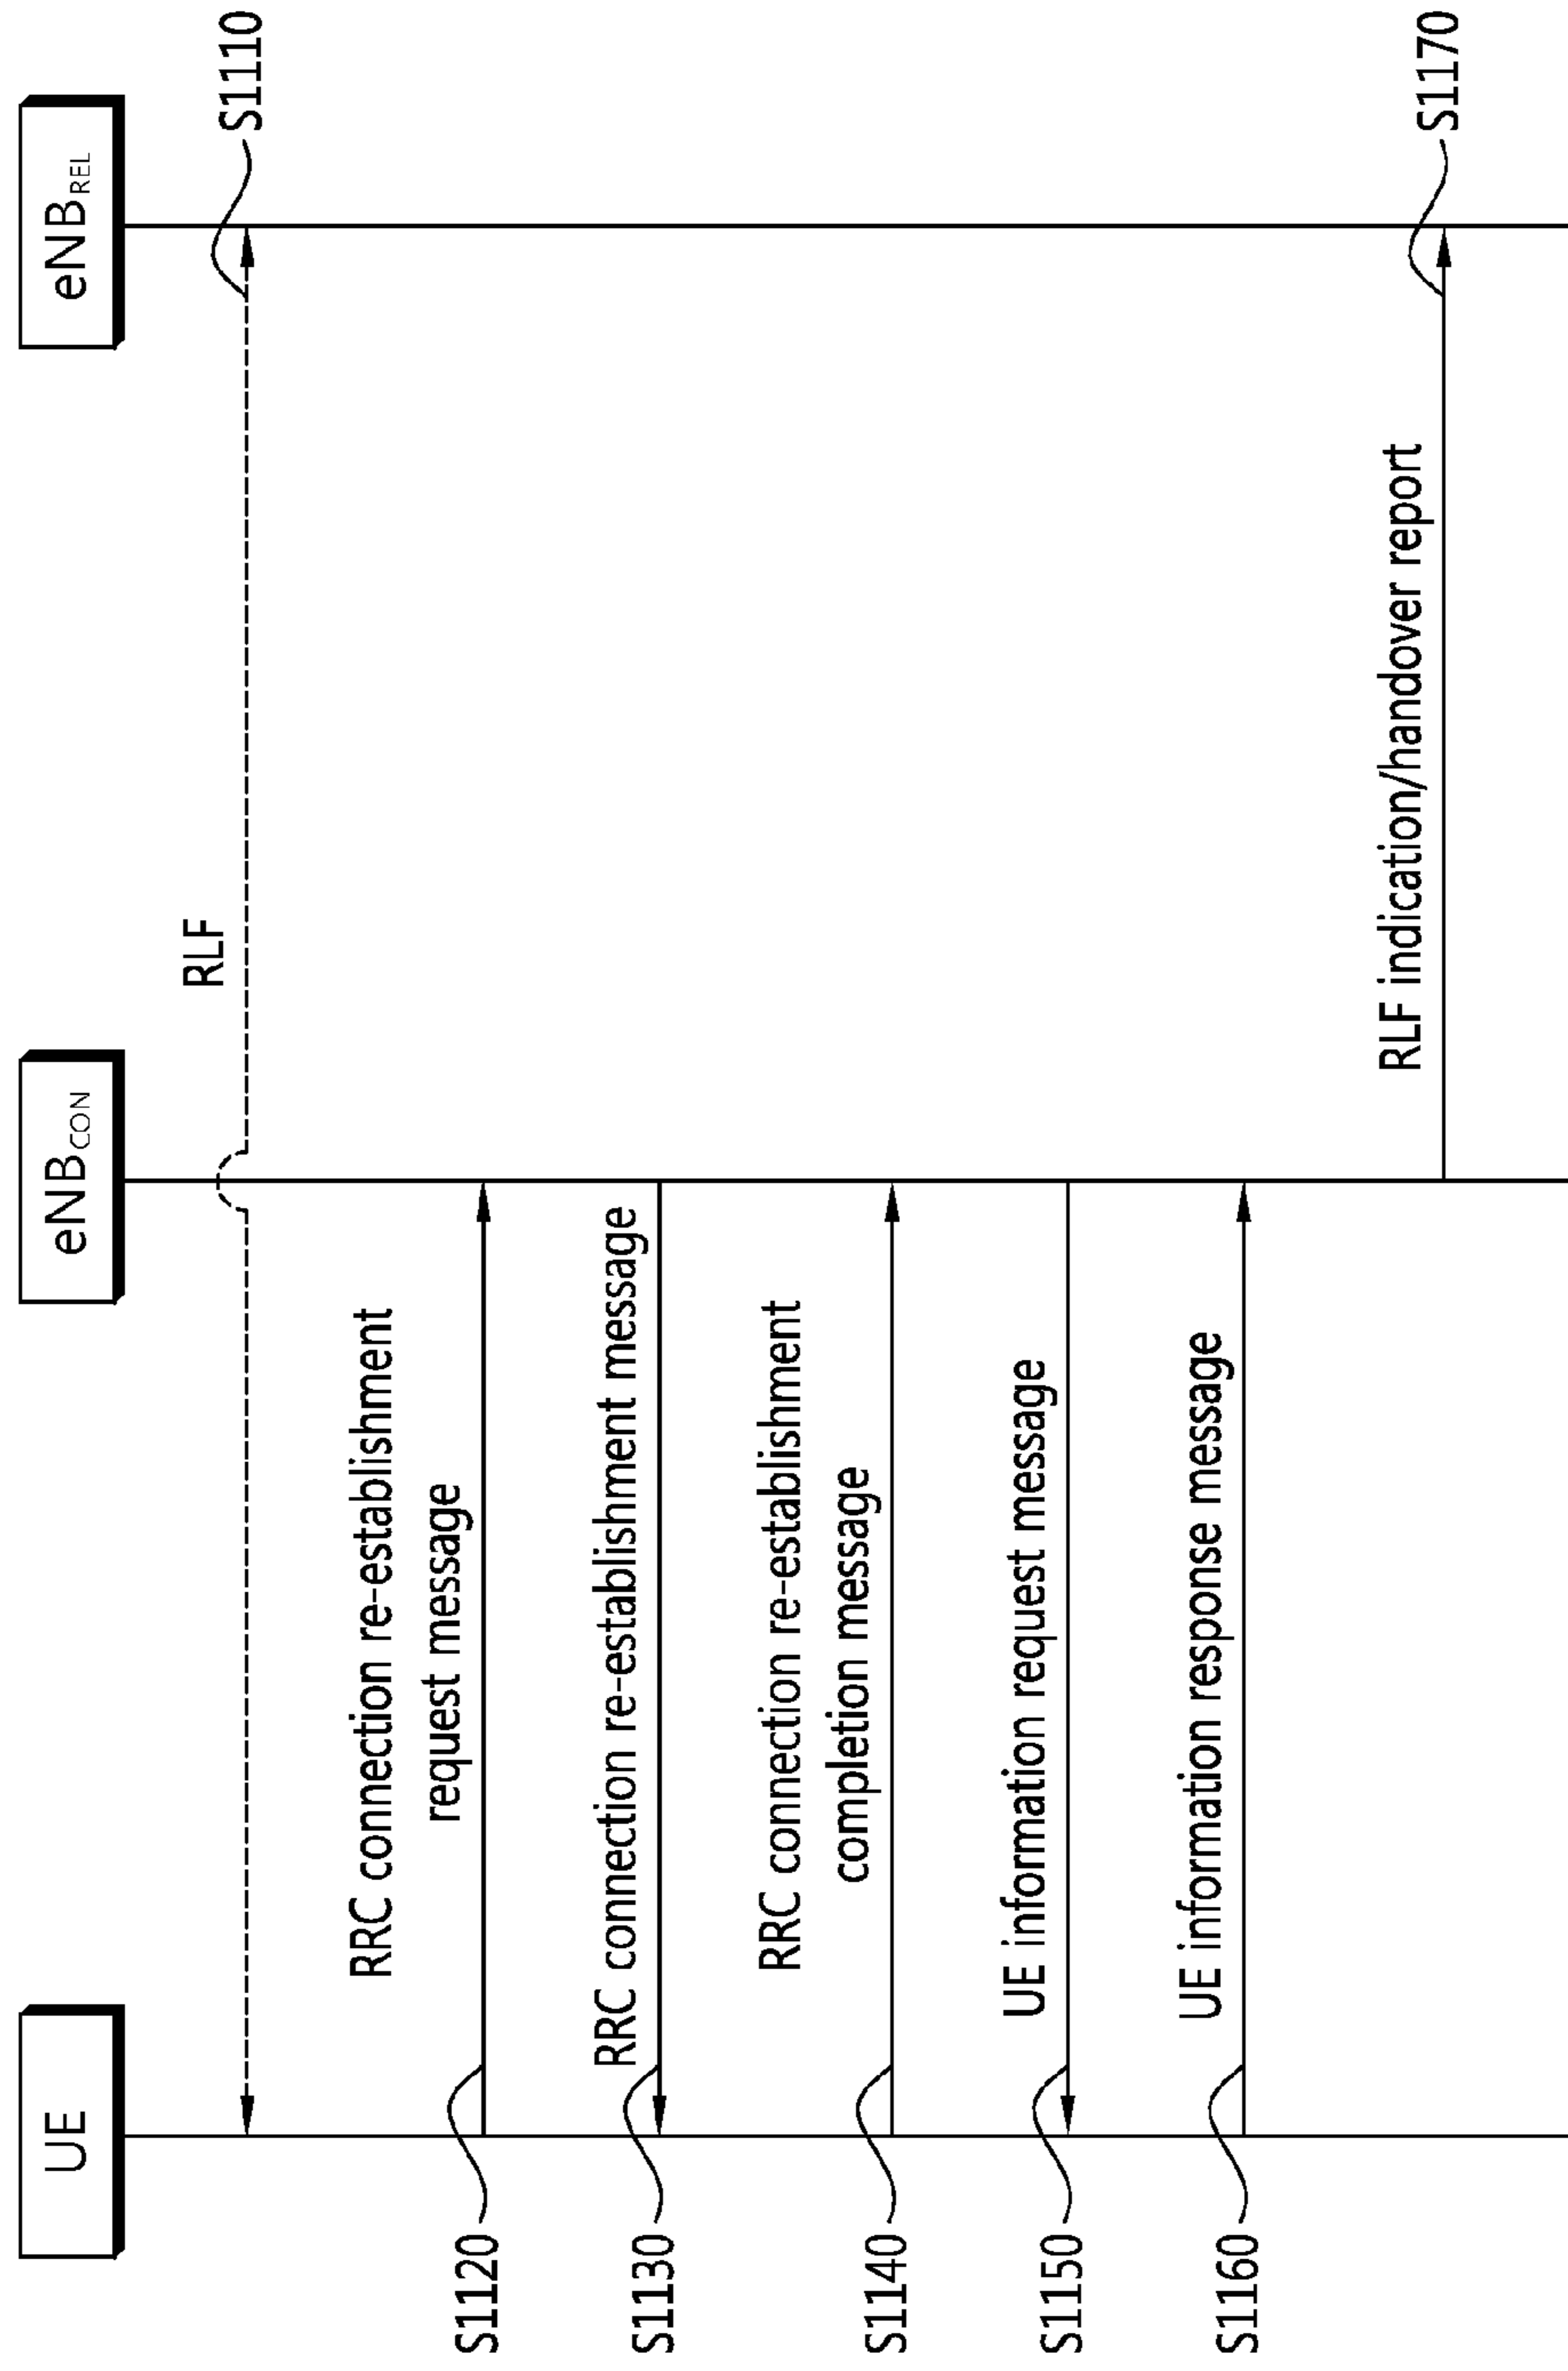 UE
eNBCON
eNBREL
RLF
S1110
RRC connection re-establishment
request message
S1120
RRC connection re-establishment message
S1130
RRC connection re-establishment
completion message
S1140
UE information request message
S1150
UE information response message
S1160
RLF indication/handover report
S1170